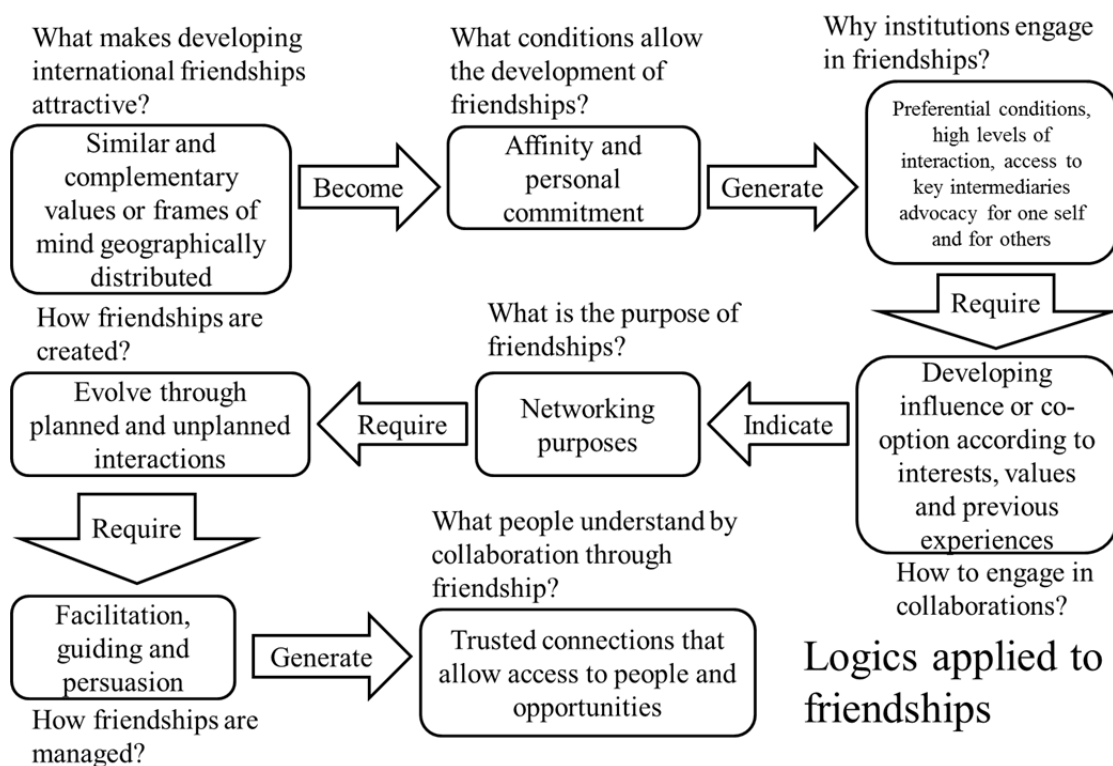 What makes developing
international friendships
attractive?
Similar and
complementary
values or frames of
mind geographically
distributed
Become
What conditions allow
the development of
friendships?
Affinity and
personal
commitment
Generate
Why institutions engage
in friendships?
Preferential conditions,
high levels of
interaction, access to
key intermediaries
advocacy for one self
and for others
Require
Developing
influence or co-
option according to
interests, values
and previous
experiences
How to engage in
collaborations?
Indicate
What is the purpose of
friendships?
Networking
purposes
Require
How friendships are
created?
Evolve through
planned and unplanned
interactions
Require
Facilitation,
guiding and
persuasion
How friendships are
managed?
Generate
What people understand by
collaboration through
friendship?
Trusted connections that
allow access to people and
opportunities
Logics applied to
friendships